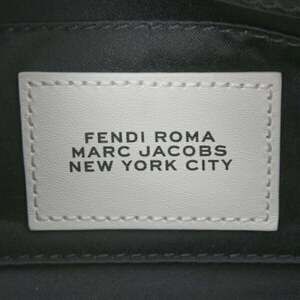 FENDI ROMA
MARC JACOBS
NEW YORK CITY